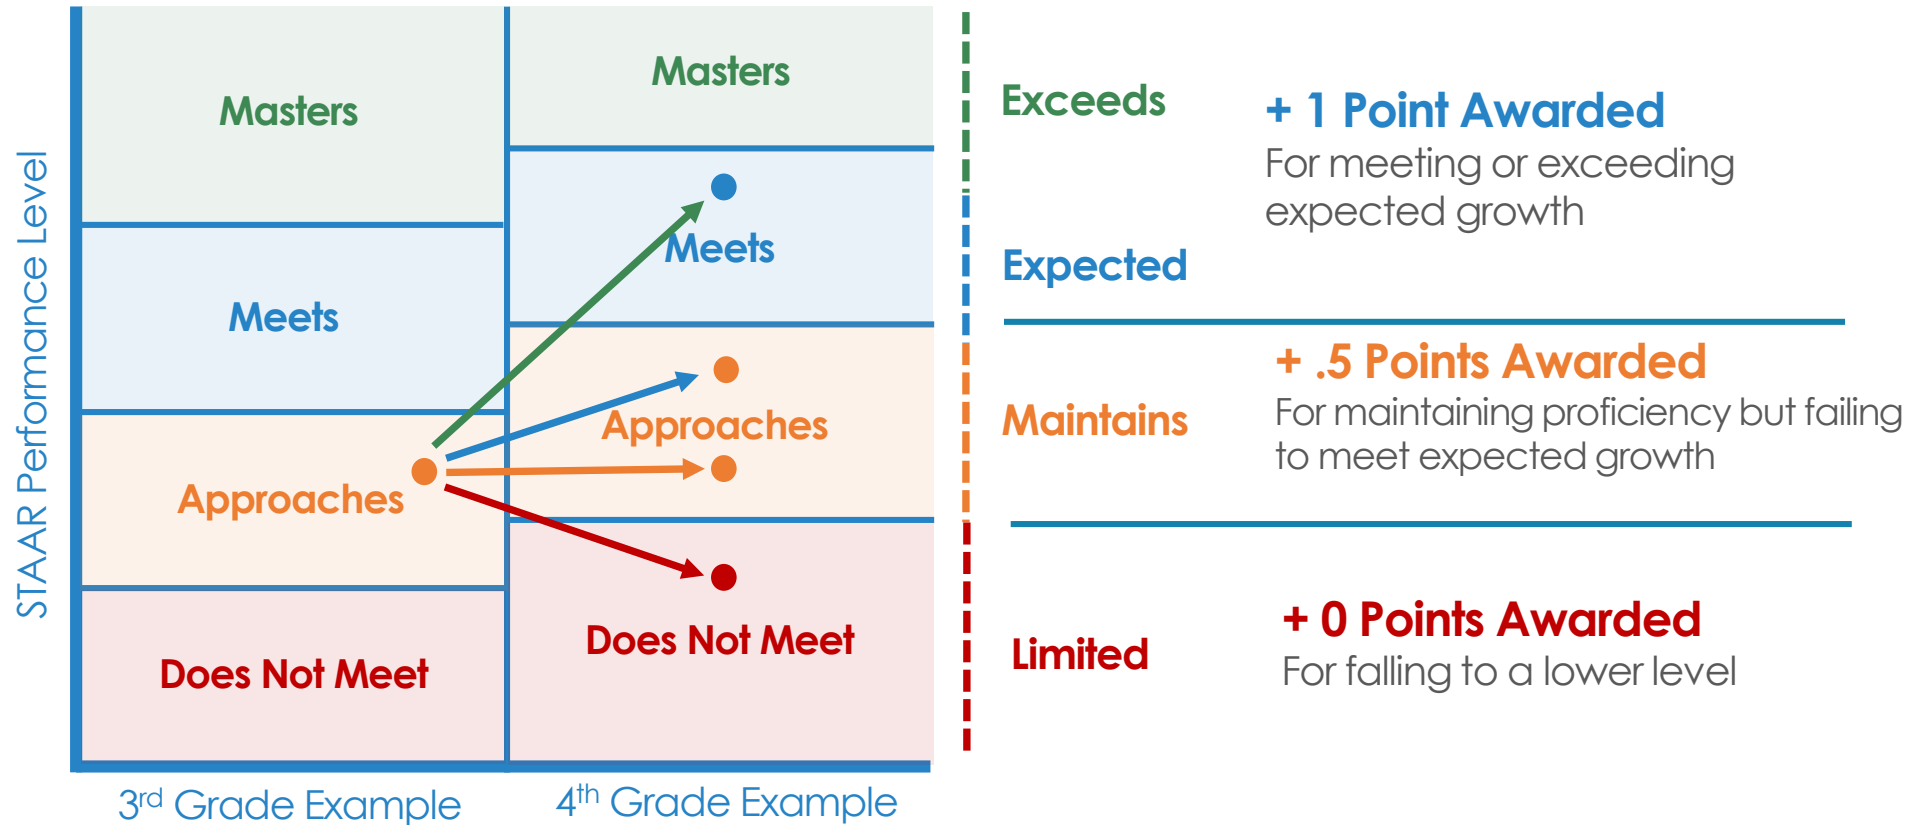 STAAR Performance Level
Masters
Meets
Approaches
Does Not Meet
3rd Grade Example
Masters
Meets
Approaches
Does Not Meet
4th Grade Example
Exceeds
+ 1 Point Awarded
For meeting or exceeding
expected growth
Expected
+ .5 Points Awarded
Maintains
For maintaining proficiency but failing
to meet expected growth
+ 0 Points Awarded
Limited
For falling to a lower level